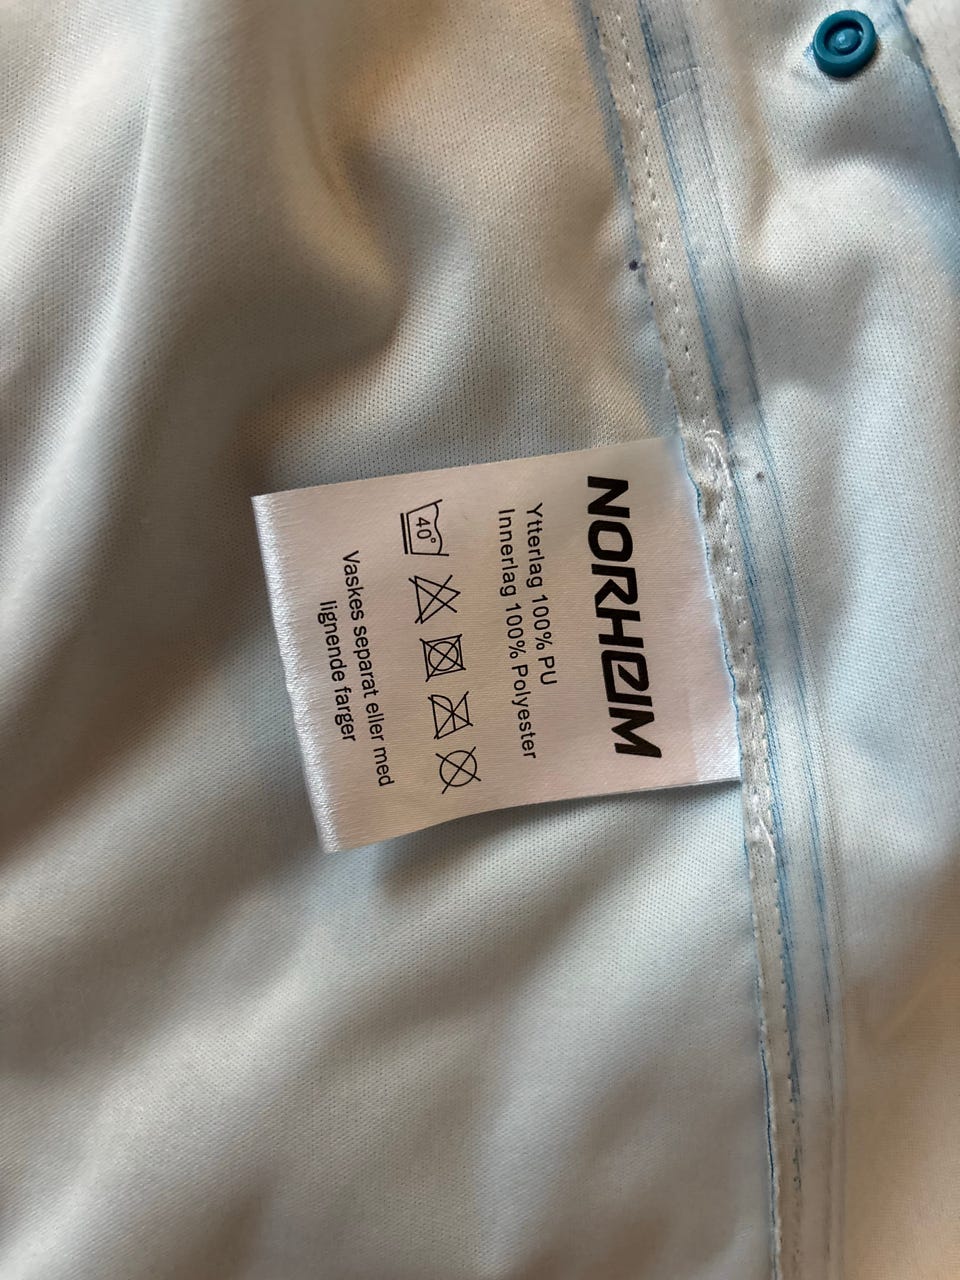 NORHEIM
Ytterlag 100% PU
Innerlag 100% Polyester
40°
Vaskes separat eller med
lignende farger